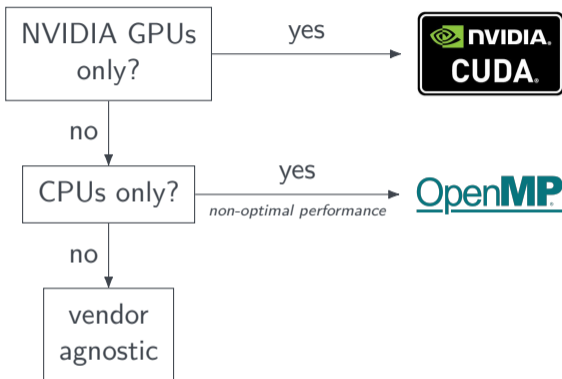 NVIDIA GPUs
only?
yes
NVIDIA.
CUDA.
no
CPUs only?
yes
non-optimal performance
OpenMP
no
vendor
agnostic